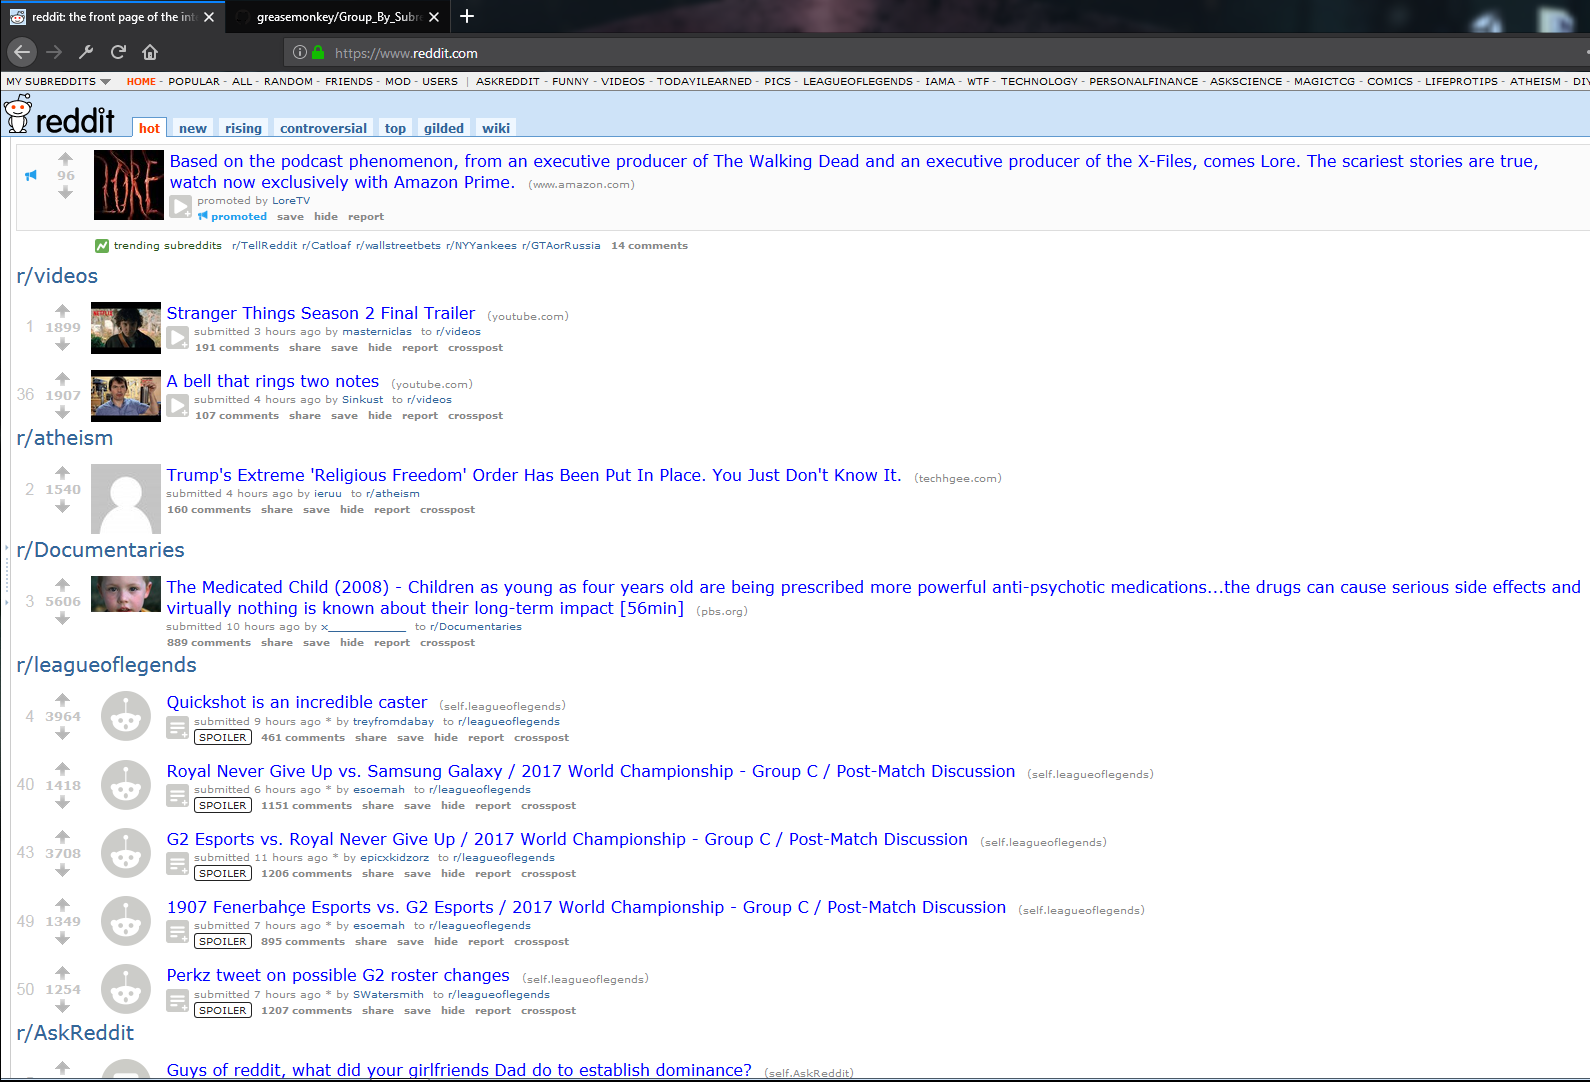 reddit: the front page of the int
greasemonkey/Group_By_Subre
https://www.reddit.com
MY SUBREDDITS HOME - POPULAR - ALL - RANDOM - FRIENDS - MOD - USERS | ASKREDDIT - FUNNY - VIDEOS - TODAYILEARNED - PICS - LEAGUEOFLEGENDS - IAMA - WTF - TECHNOLOGY - PERSONALFINANCE - ASKSCIENCE - MAGICTCG - COMICS - LIFEPROTIPS - ATHEISM - DIY
reddit hot new rising controversial top gilded wiki
Based on the podcast phenomenon, from an executive producer of The Walking Dead and an executive producer of the X-Files, comes Lore. The scariest stories are true,
96
LORE
watch now exclusively with Amazon Prime. (www.amazon.com)
promoted by LoreTV
promoted save hide report
trending subreddits r/TellReddit r/Catloaf r/wallstreetbets r/NYYankees r/GTAorRussia 14 comments
r/videos
Stranger Things Season 2 Final Trailer (youtube.com)
NETFLIX
1 1899 submitted 3 hours ago by masterniclas to r/videos
191 comments share save hide report crosspost
A bell that rings two notes (youtube.com)
36 1907 submitted 4 hours ago by Sinkust to r/videos
107 comments share save hide report crosspost
r/atheism
Trump's Extreme 'Religious Freedom' Order Has Been Put In Place. You Just Don't Know It. (techhgee.com)
2 1540 submitted 4 hours ago by ieruu to r/atheism
160 comments share save hide report crosspost
r/Documentaries
The Medicated Child (2008) - Children as young as four years old are being prescribed more powerful anti-psychotic medications...the drugs can cause serious side effects and
3 5606 virtually nothing is known about their long-term impact [56min] (pbs.org)
submitted 10 hours ago by x____________ to r/Documentaries
889 comments share save hide report crosspost
r/leagueoflegends
Quickshot is an incredible caster (self.leagueoflegends)
4 3964 submitted 9 hours ago * by treyfromdabay to r/leagueoflegends
SPOILER 461 comments share save hide report crosspost
Royal Never Give Up vs. Samsung Galaxy / 2017 World Championship - Group C / Post-Match Discussion (self.leagueoflegends)
40 1418 submitted 6 hours ago * by esoemah to r/leagueoflegends
SPOILER 1151 comments share save hide report crosspost
G2 Esports vs. Royal Never Give Up / 2017 World Championship - Group C / Post-Match Discussion (self.leagueoflegends)
43 3708 submitted 11 hours ago * by epicxkidzorz to r/leagueoflegends
SPOILER 1206 comments share save hide report crosspost
1907 Fenerbahçe Esports vs. G2 Esports / 2017 World Championship - Group C / Post-Match Discussion (self.leagueoflegends)
49 1349 submitted 7 hours ago * by esoemah to r/leagueoflegends
SPOILER 895 comments share save hide report crosspost
Perkz tweet on possible G2 roster changes (self.leagueoflegends)
50 1254 submitted 7 hours ago * by SWatersmith to r/leagueoflegends
SPOILER 1207 comments share save hide report crosspost
r/AskReddit
Guys of reddit, what did your girlfriends Dad do to establish dominance? (self.AskReddit)